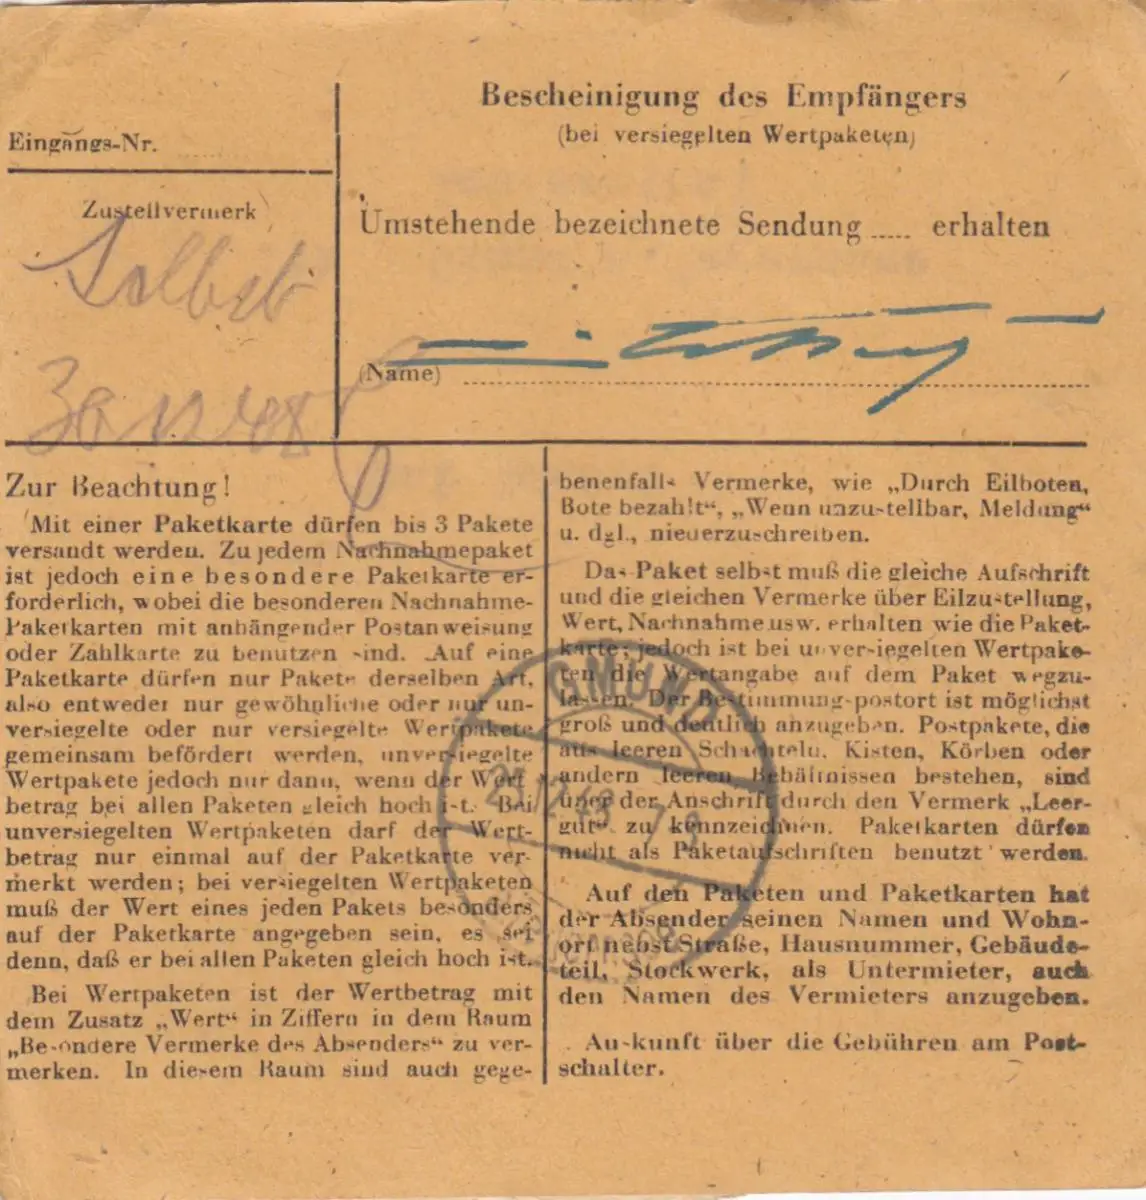 Eingangs-Nr.
Zustellvermerk
Bescheinigung des Empfängers
(bei versiegelten Wertpaketen)
Umstehende bezeichnete Sendung ..... erhalten
(Name)
Zur Beachtung!
Mit einer Paketkarte dürfen bis 3 Pakete
versandt werden. Zu jedem Nachnahmepaket
ist jedoch eine besondere Paketkarte er-
forderlich, wobei die besonderen Nachnahme-
Paketkarten mit anhängender Postanweisung
oder Zahlkarte zu benutzen sind. Auf eine
Paketkarte dürfen nur Pakete derselben Art,
also entweder nur gewöhnliche oder nur un-
versiegelte oder nur versiegelte Wertpakete
gemeinsam befördert werden, unversiegelte
Wertpakete jedoch nur dann, wenn der Wert
betrag bei allen Paketen gleich hoch ist. Bei
unversiegelten Wertpaketen darf der Wert-
betrag nur einmal auf der Paketkarte ver-
merkt werden; bei versiegelten Wertpaketen
muß der Wert eines jeden Pakets besonders
auf der Paketkarte angegeben sein, es sei
denn, daß er bei allen Paketen gleich hoch ist.
Bei Wertpaketen ist der Wertbetrag mit
dem Zusatz „Wert“ in Ziffern in dem Raum
„Besondere Vermerke des Absenders“ zu ver-
merken. In diesem Raum sind auch gege-
benenfalls Vermerke, wie „Durch Eilboten,
Bote bezahlt“, „Wenn unzustellbar, Meldung“
u. dgl., niederzuschreiben.
Das Paket selbst muß die gleiche Aufschrift
und die gleichen Vermerke über Eilzustellung,
Wert, Nachnahme usw. erhalten wie die Paket-
karte; jedoch ist bei unversiegelten Wertpake-
ten die Wertangabe auf dem Paket wegzu-
lassen. Der Bestimmungspostort ist möglichst
groß und deutlich anzugeben. Postpakete, die
aus leeren Schachteln, Kisten, Körben oder
andern leeren Behältnissen bestehen, sind
über der Anschrift durch den Vermerk „Leer-
gut“ zu kennzeichnen. Paketkarten dürfen
nicht als Paketaufschriften benutzt werden.
Auf den Paketen und Paketkarten hat
der Absender seinen Namen und Wohn-
ort nebst Straße, Hausnummer, Gebäude-
teil, Stockwerk, als Untermieter, auch
den Namen des Vermieters anzugeben.
Auskunft über die Gebühren am Post-
schalter.